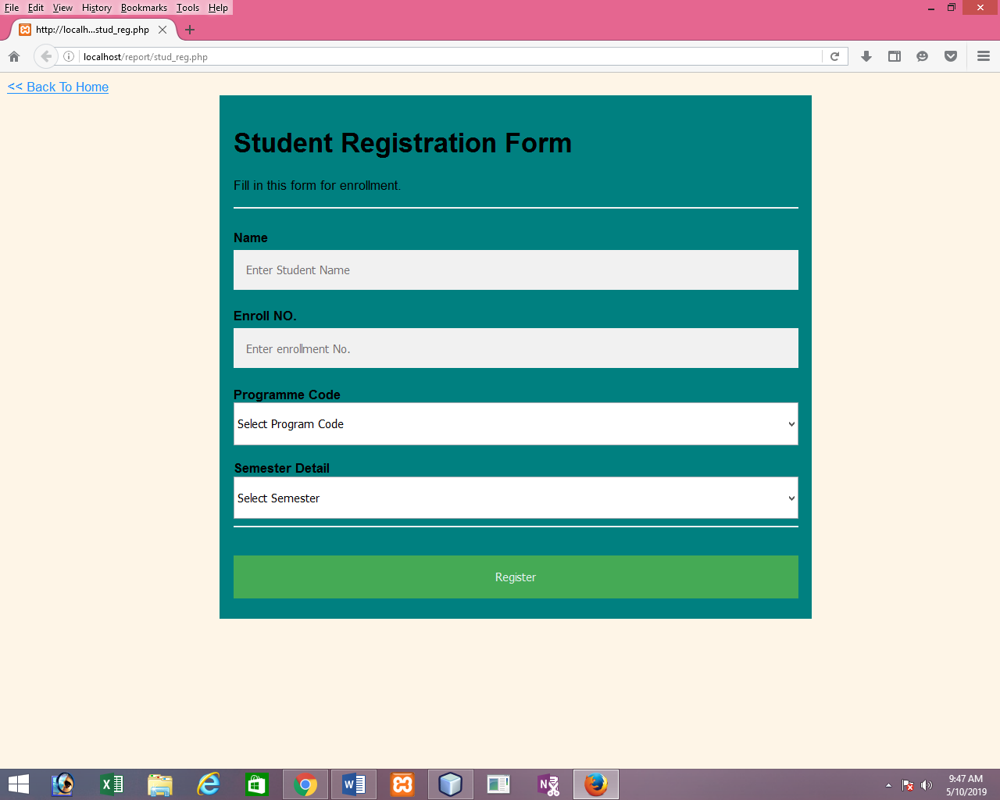 File Edit View History Bookmarks Tools Help
http://localh...stud_reg.php
localhost/report/stud_reg.php
<< Back To Home
Student Registration Form
Fill in this form for enrollment.
Name
Enter Student Name
Enroll NO.
Enter enrollment No.
Programme Code
Select Program Code
Semester Detail
Select Semester
Register
9:47 AM
5/10/2019